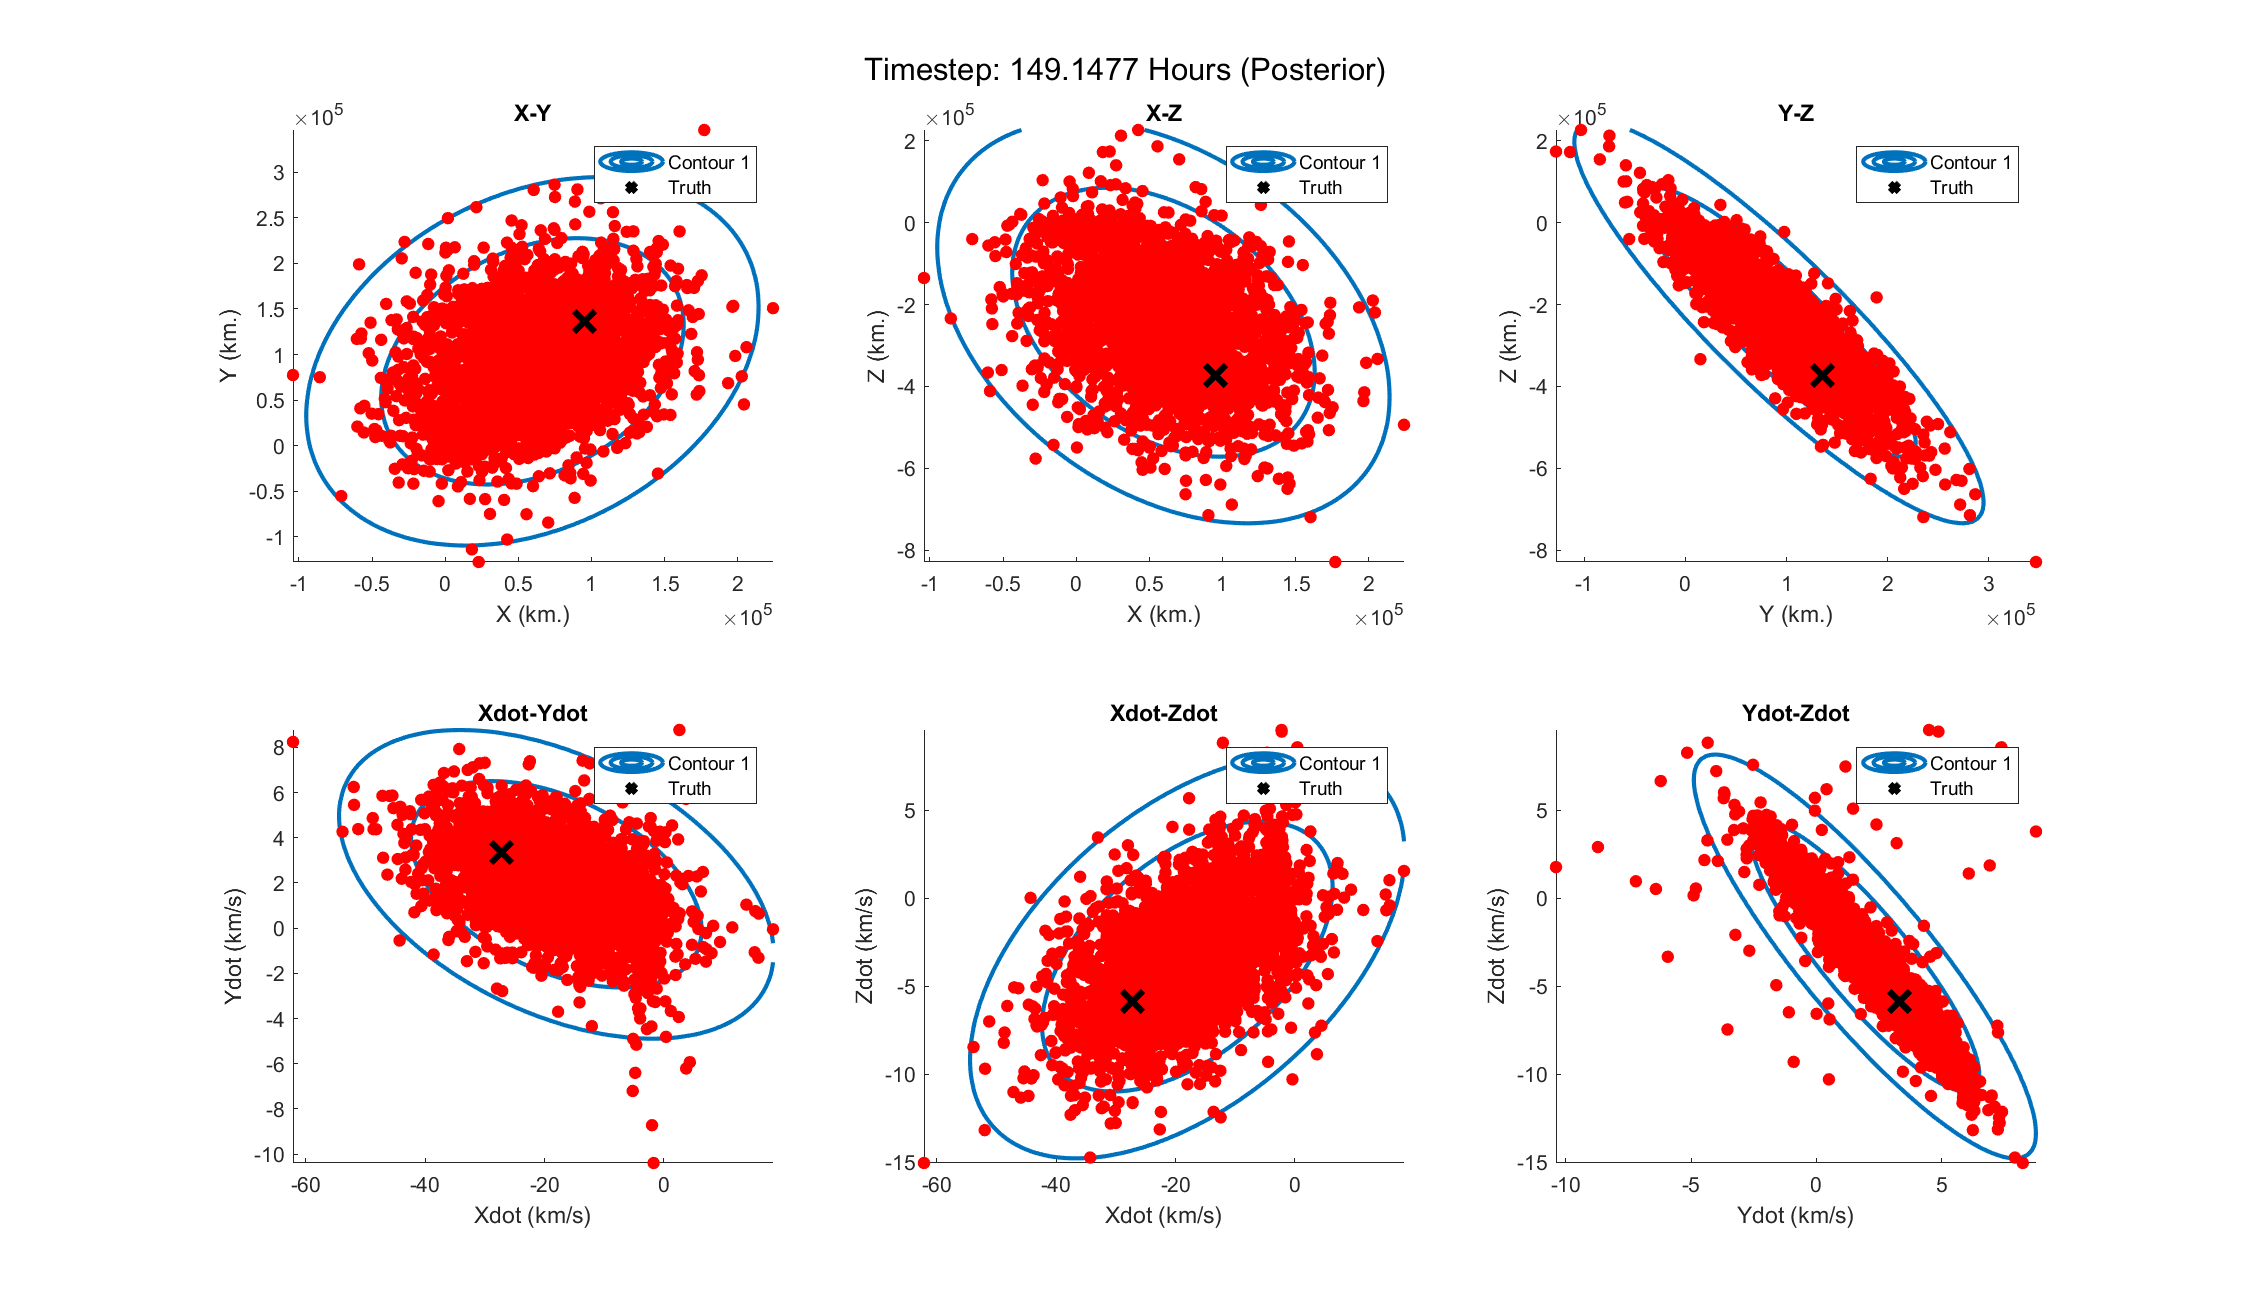 Timestep: 149.1477 Hours (Posterior)
X-Y
×10^5
3
2.5
2
1.5
1
0.5
0
-0.5
-1
Y (km.)
-1 -0.5 0 0.5 1 1.5 2
X (km.)
×10^5
Contour 1
Truth
X-Z
×10^5
2
0
-2
-4
-6
-8
Z (km.)
-1 -0.5 0 0.5 1 1.5 2
X (km.)
×10^5
Contour 1
Truth
Y-Z
×10^5
2
0
-2
-4
-6
-8
Z (km.)
-1 0 1 2 3
Y (km.)
×10^5
Contour 1
Truth
Xdot-Ydot
8
6
4
2
0
-2
-4
-6
-8
-10
Ydot (km/s)
-60 -40 -20 0
Xdot (km/s)
Contour 1
Truth
Xdot-Zdot
5
0
-5
-10
-15
Zdot (km/s)
-60 -40 -20 0
Xdot (km/s)
Contour 1
Truth
Ydot-Zdot
5
0
-5
-10
-15
Zdot (km/s)
-10 -5 0 5
Ydot (km/s)
Contour 1
Truth